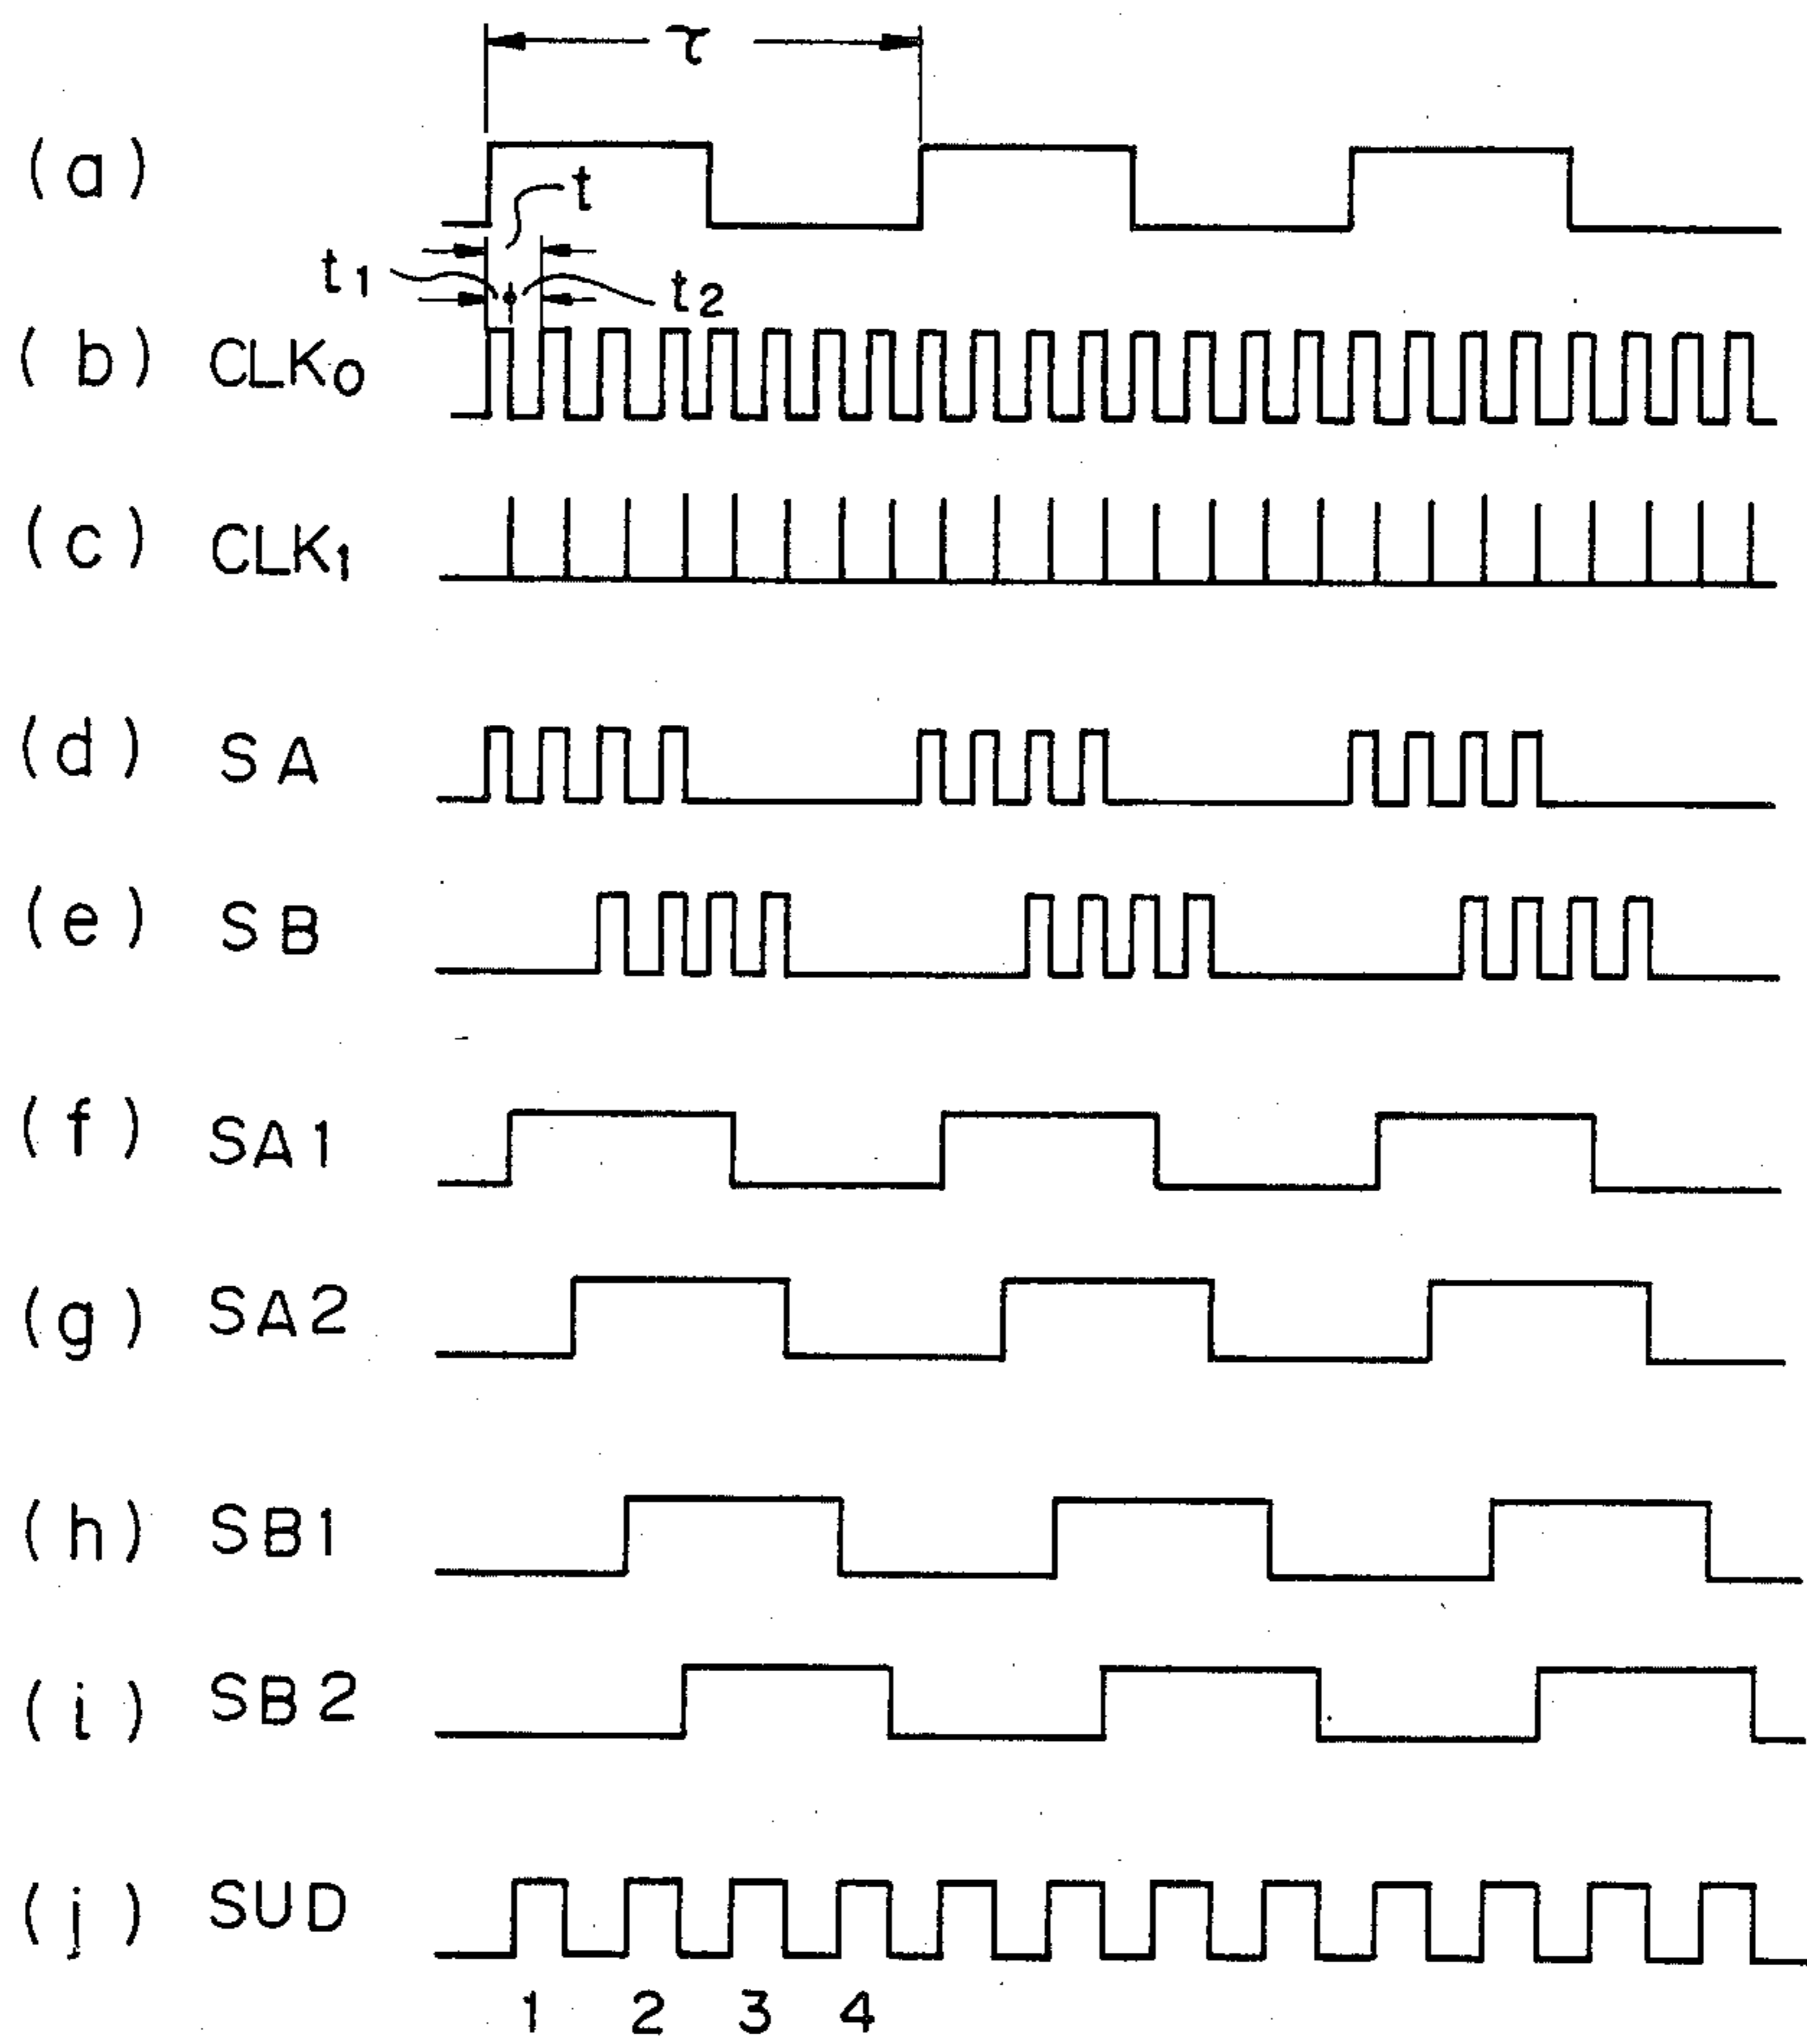 τ
(a)
t
t1
t2
(b) CLK0
(c) CLK1
(d) SA
(e) SB
(f) SA1
(g) SA2
(h) SB1
(i) SB2
(j) SUD
1 2 3 4